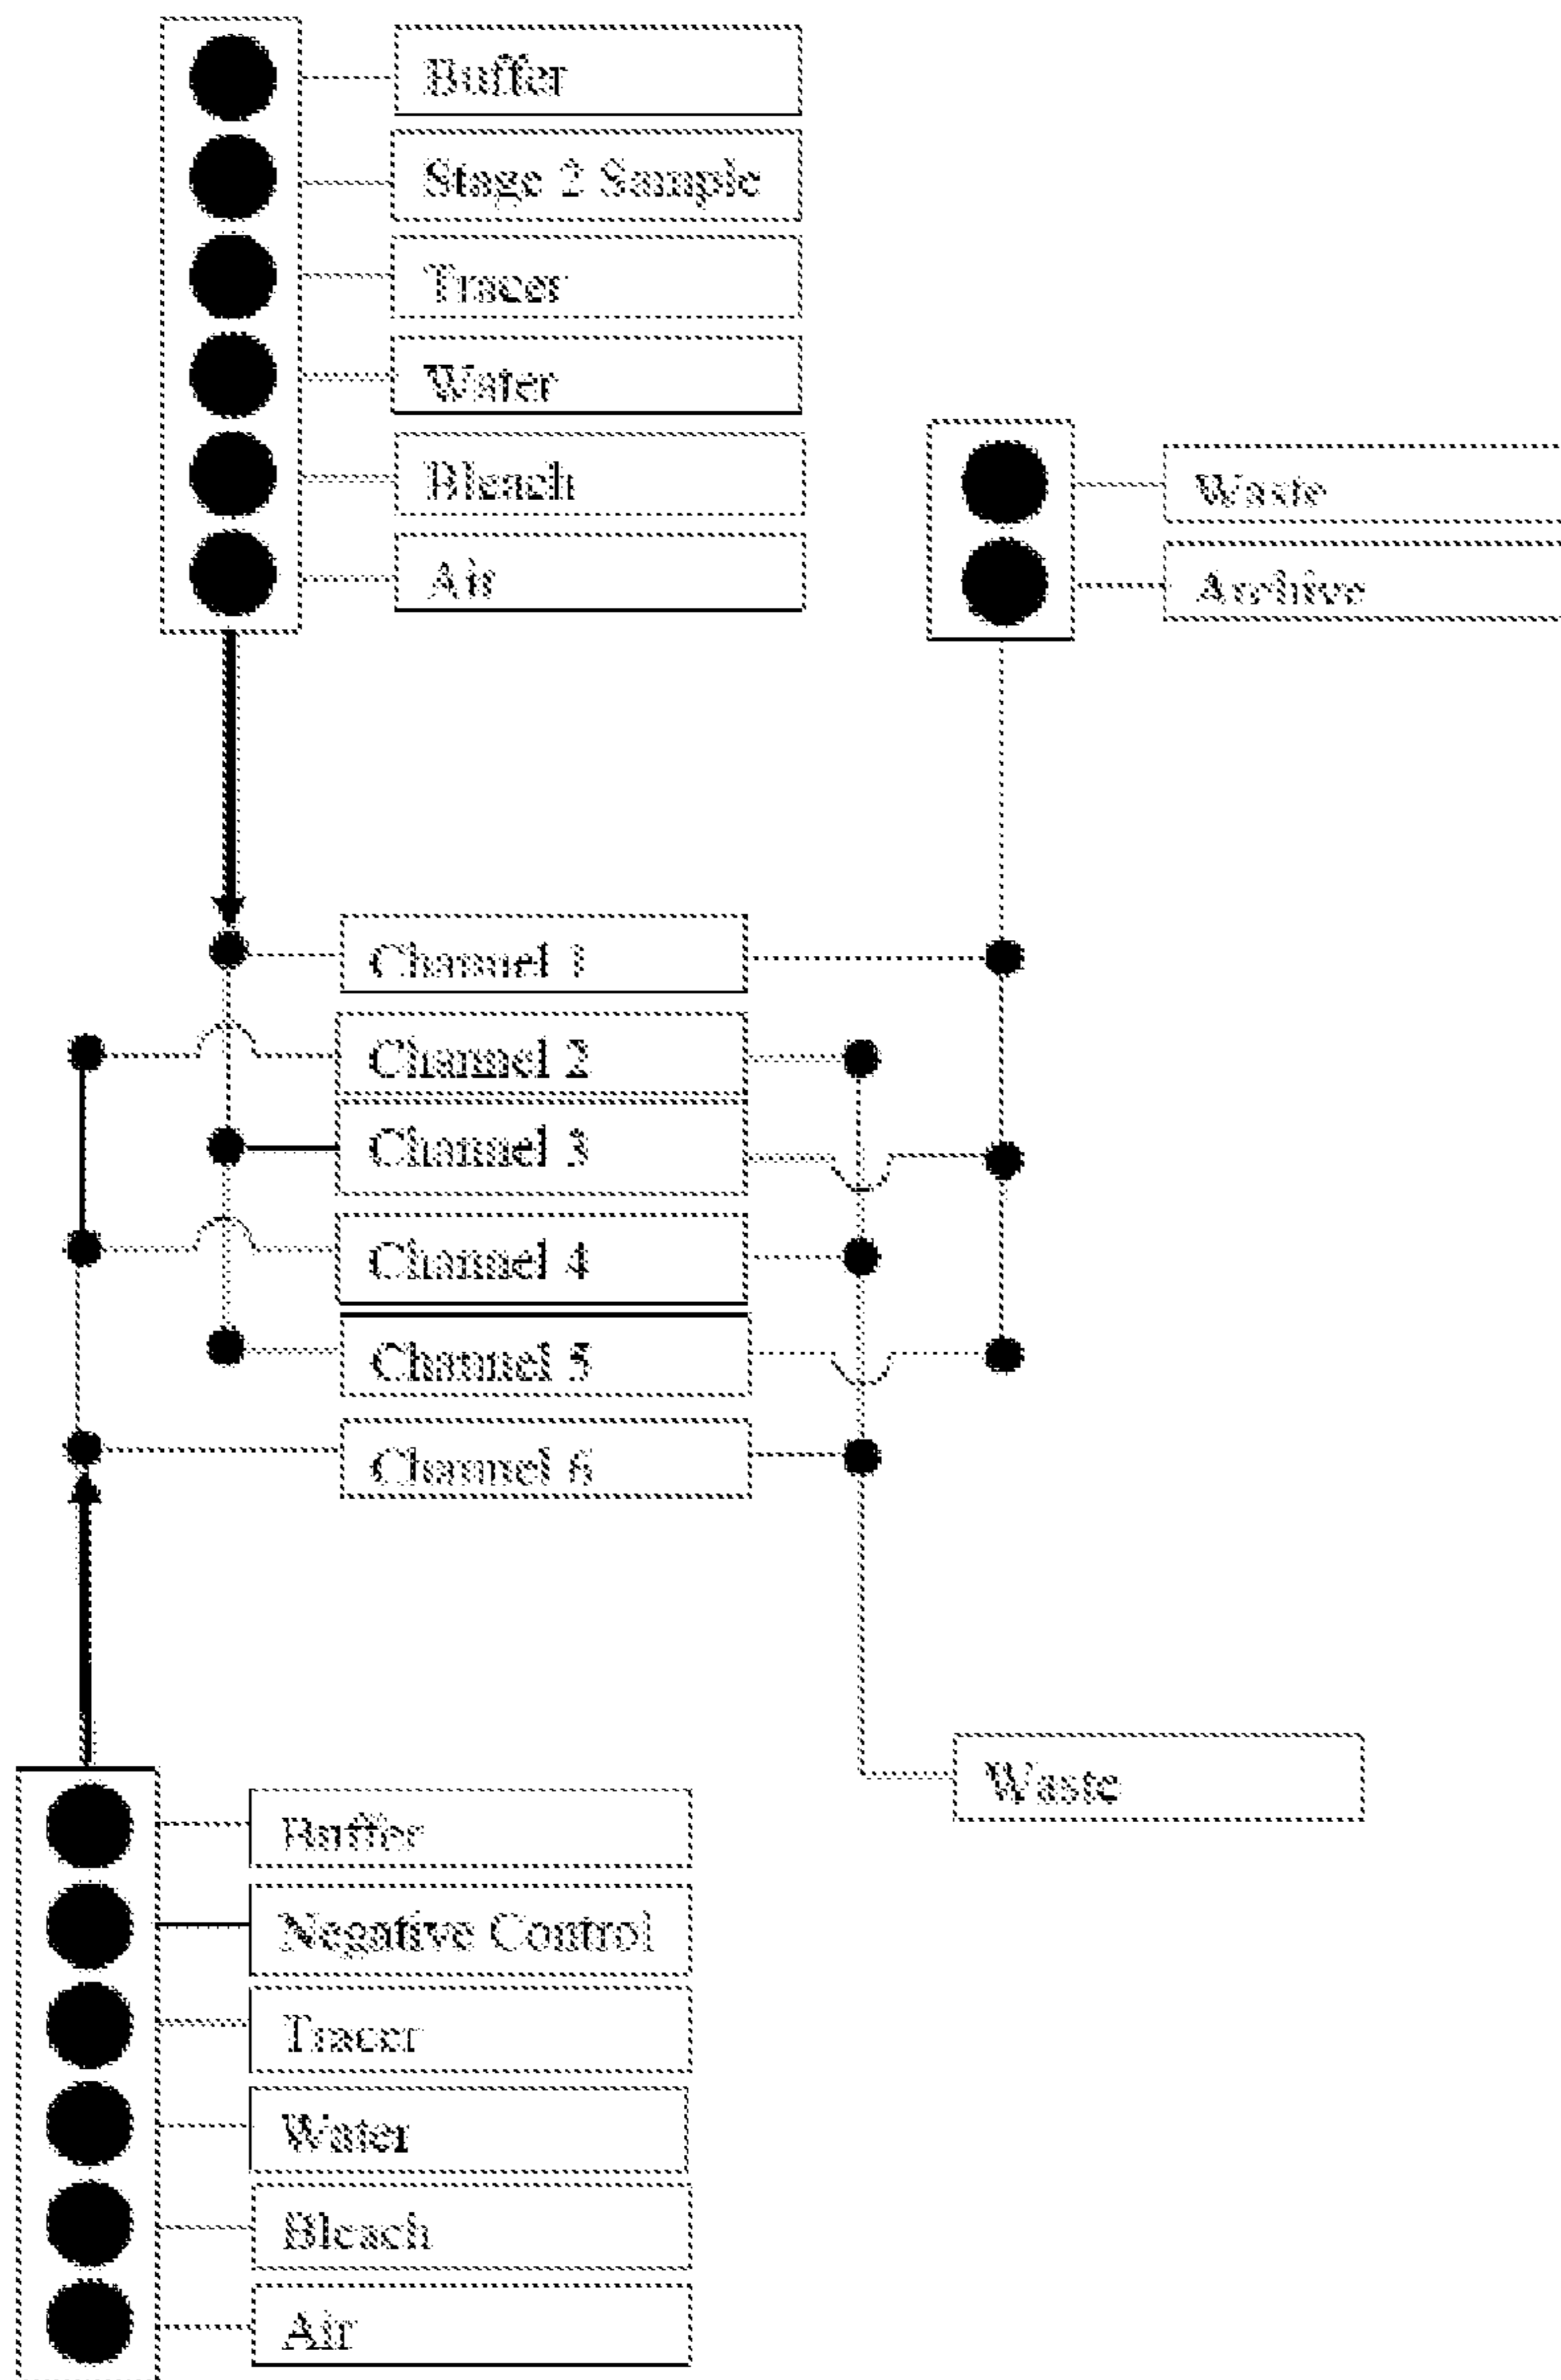 Buffer
Stage 2 Sample
Tracer
Water
Bleach
Air
Waste
Archive
Channel 1
Channel 2
Channel 3
Channel 4
Channel 5
Channel 6
Waste
Buffer
Negative Control
Tracer
Water
Bleach
Air